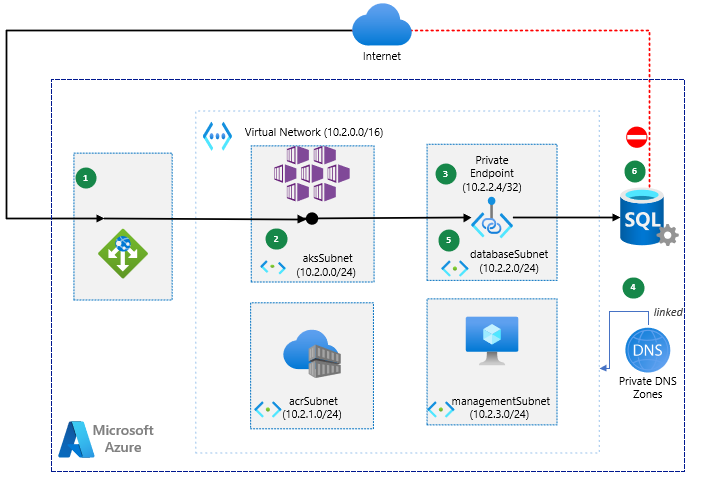 Internet
Virtual Network (10.2.0.0/16)
1
2
aksSubnet
(10.2.0.0/24)
3
Private
Endpoint
(10.2.2.4/32)
5
databaseSubnet
(10.2.2.0/24)
6
SQL
4
linked
DNS
Private DNS
Zones
acrSubnet
(10.2.1.0/24)
managementSubnet
(10.2.3.0/24)
Microsoft
Azure